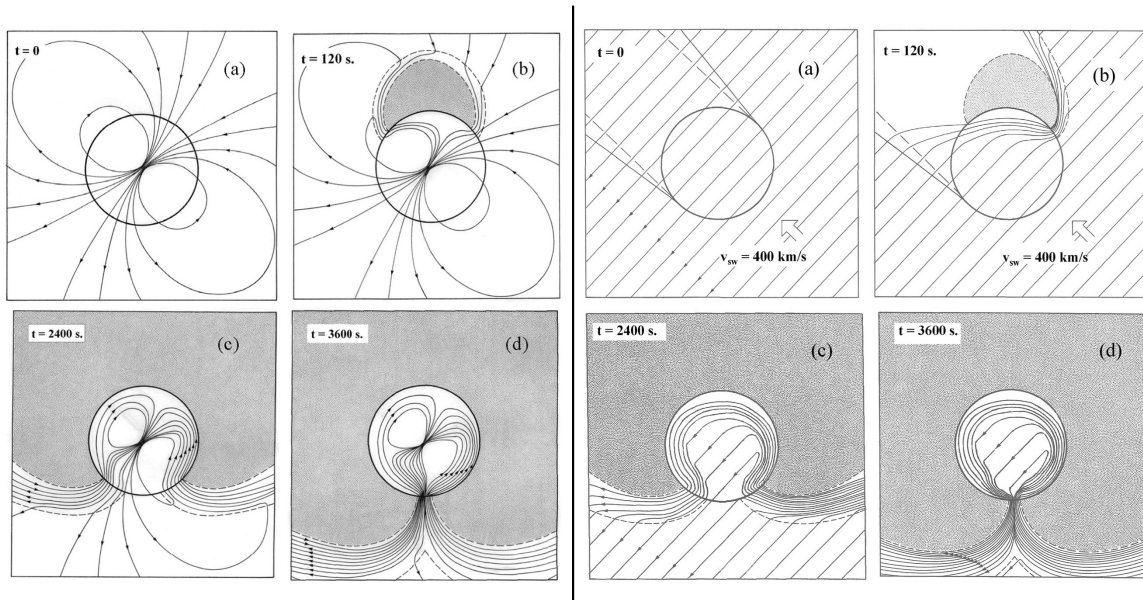 t = 0
(a)
t = 120 s.
(b)
t = 2400 s.
(c)
t = 3600 s.
(d)
t = 0
(a)
v_sw = 400 km/s
t = 120 s.
(b)
v_sw = 400 km/s
t = 2400 s.
(c)
t = 3600 s.
(d)